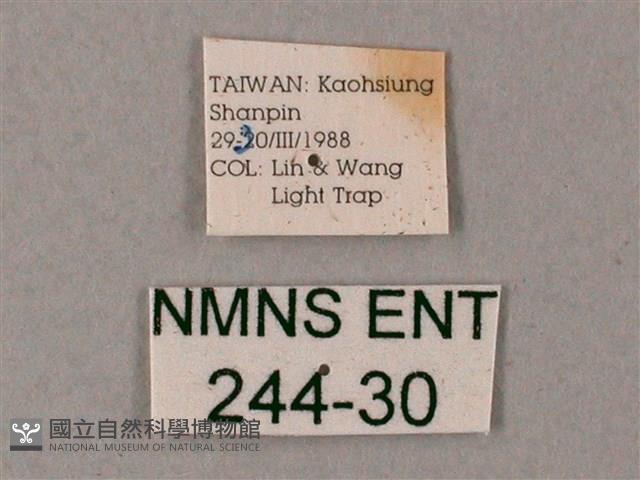 TAIWAN: Kaohsiung
Shanpin
29-30/III/1988
COL: Lin & Wang
Light Trap
NMNS ENT
244-30
國立自然科學博物館
NATIONAL MUSEUM OF NATURAL SCIENCE